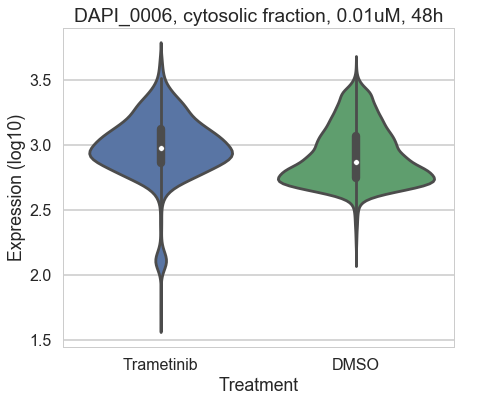 DAPI_0006, cytosolic fraction, 0.01uM, 48h
Expression (log10)
3.5
3.0
2.5
2.0
1.5
Trametinib DMSO
Treatment